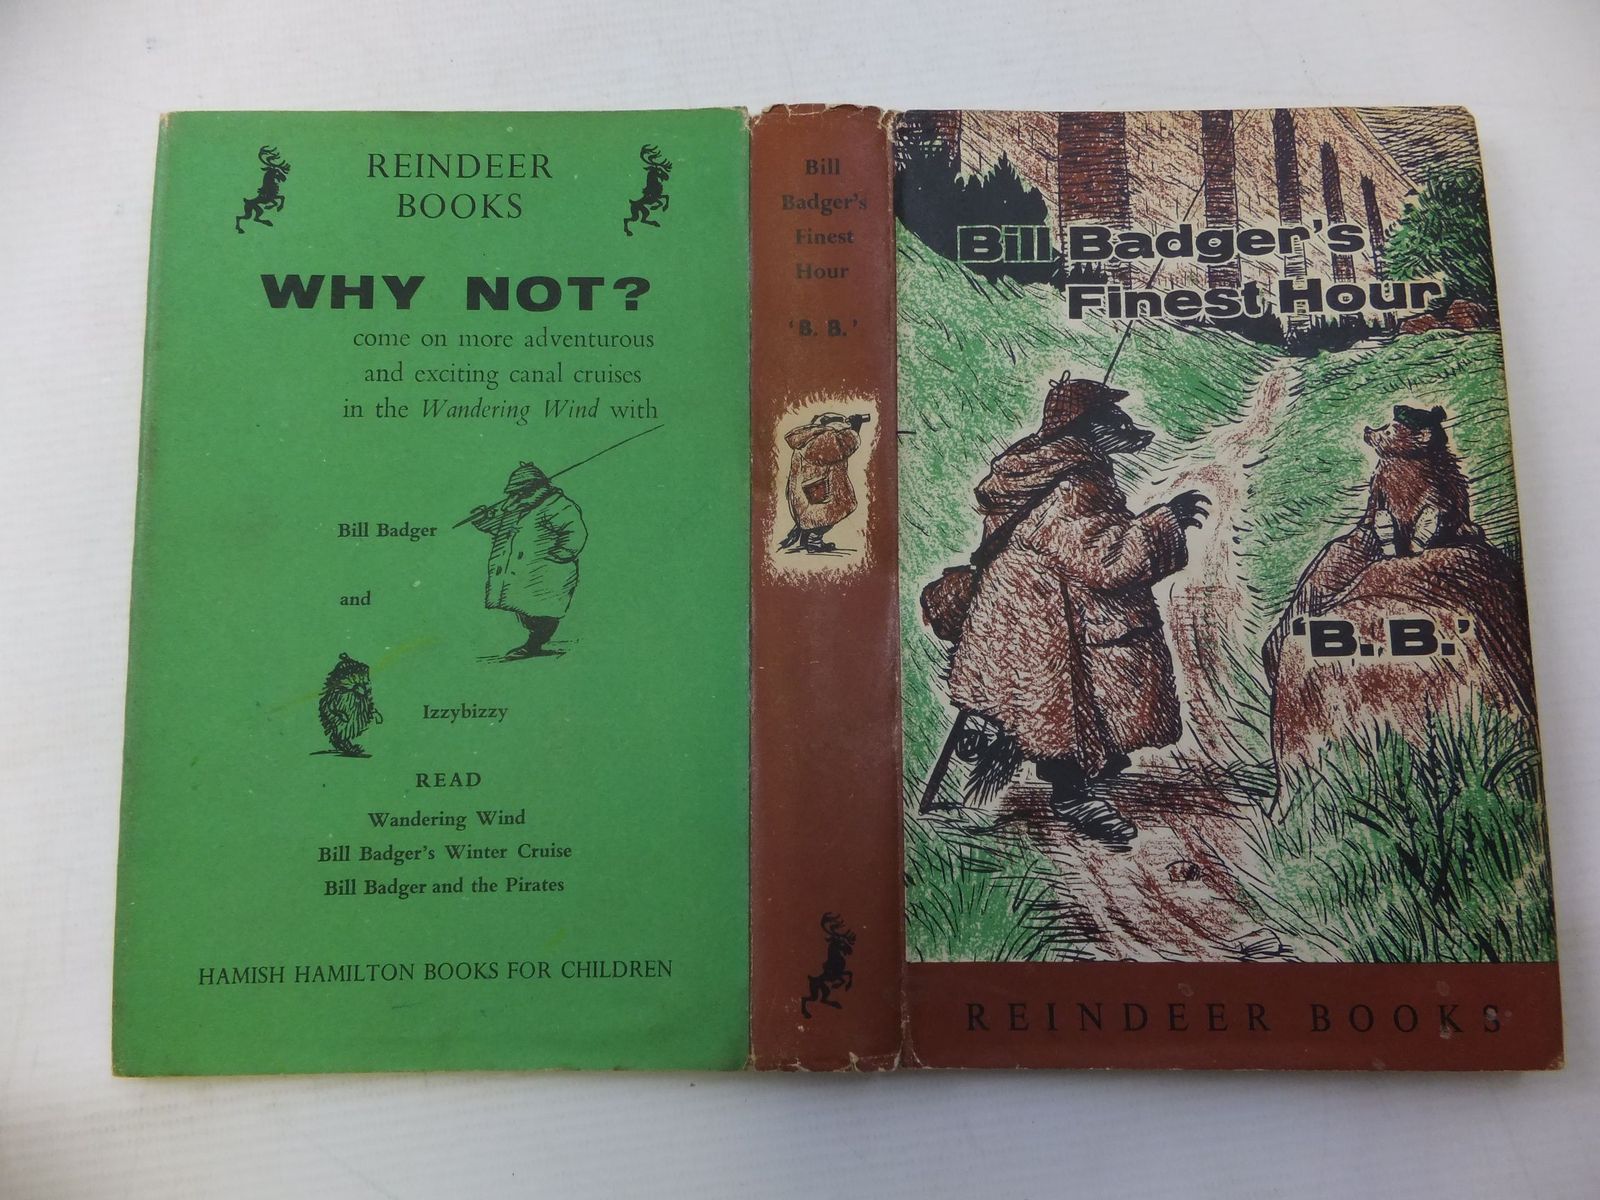 REINDEER
BOOKS
WHY NOT?
come on more adventurous
and exciting canal cruises
in the Wandering Wind with
Bill Badger
and
Izzybizzy
READ
Wandering Wind
Bill Badger's Winter Cruise
Bill Badger and the Pirates
HAMISH HAMILTON BOOKS FOR CHILDREN
Bill
Badger's
Finest
Hour
'B. B.'
Bill Badger's
Finest Hour
'B. B.'
REINDEER BOOKS